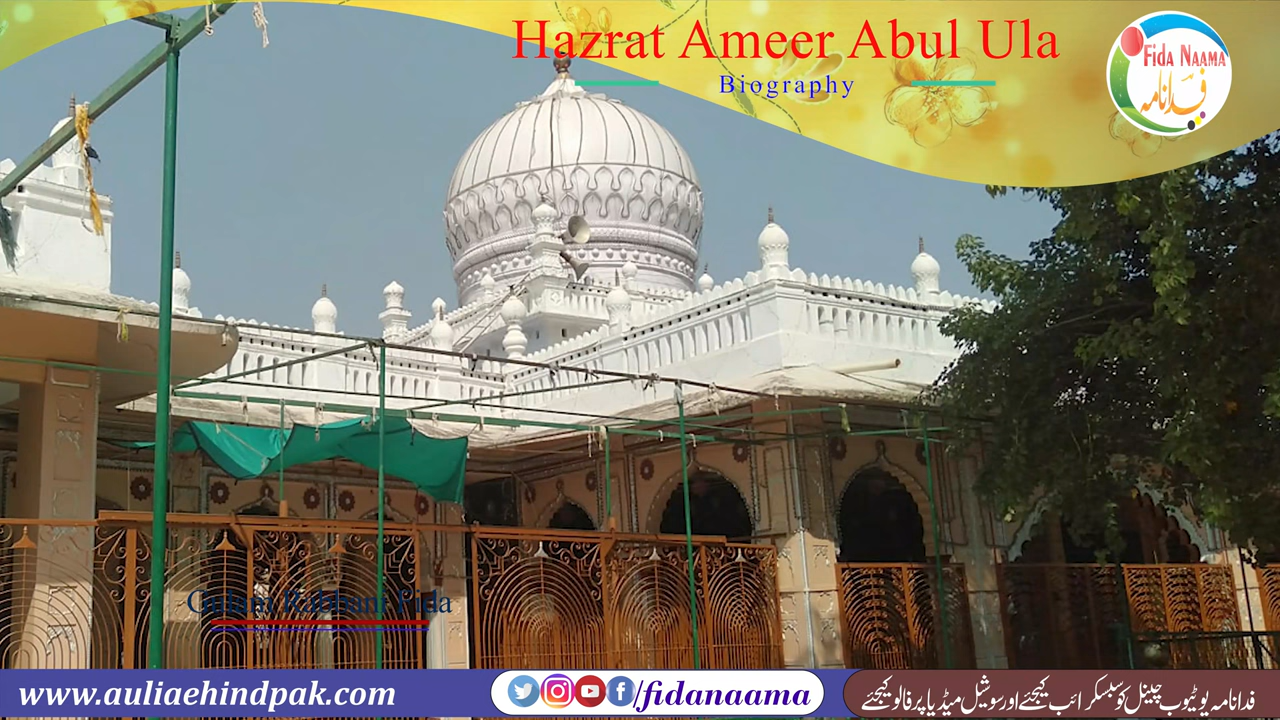 Hazrat Ameer Abul Ula
Biography
Fida Naama
فدانامہ
Gulam Rabbani Fida
www.auliaehindpak.com
/fidanaama
فدانامہ یوٹیوب چینل کو سبسکرائب کیجئے اور سوشیل میڈیا پر فالو کیجئے